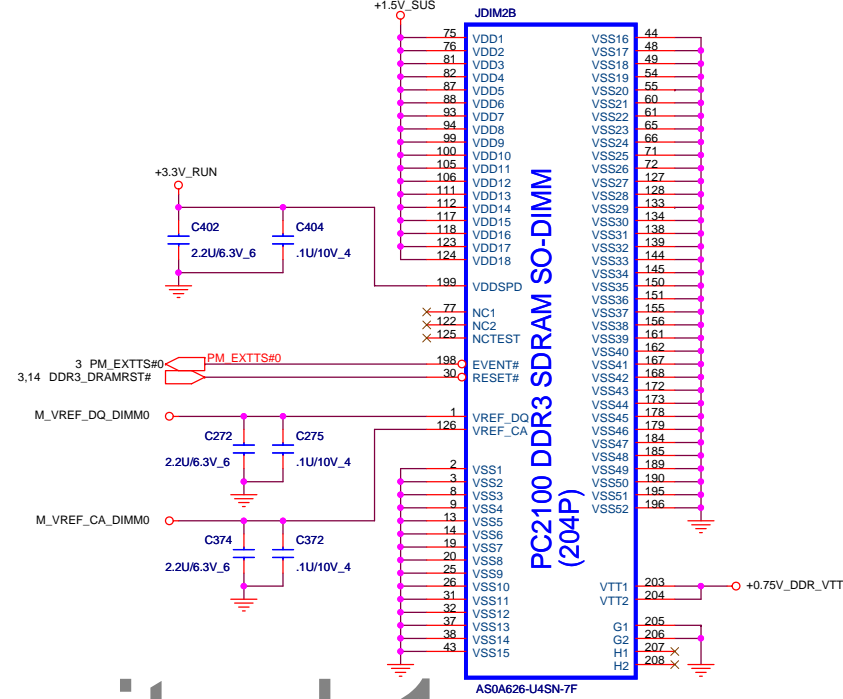 +1.5V_SUS
JDIM2B
75 VDD1 VSS16 44
76 VDD2 VSS17 48
81 VDD3 VSS18 49
82 VDD4 VSS19 54
87 VDD5 VSS20 55
88 VDD6 VSS21 60
93 VDD7 VSS22 61
94 VDD8 VSS23 65
99 VDD9 VSS24 66
100 VDD10 VSS25 71
105 VDD11 VSS26 72
106 VDD12 VSS27 127
111 VDD13 VSS28 128
112 VDD14 VSS29 133
117 VDD15 VSS30 134
118 VDD16 VSS31 138
123 VDD17 VSS32 139
124 VDD18 VSS33 144
VSS34 145
199 VDDSPD VSS35 150
VSS36 151
77 NC1 VSS37 155
122 NC2 VSS38 156
125 NCTEST VSS39 161
VSS40 162
198 EVENT# VSS41 167
30 RESET# VSS42 168
VSS43 172
VSS44 173
1 VREF_DQ VSS45 178
126 VREF_CA VSS46 179
VSS47 184
VSS48 185
2 VSS1 VSS49 189
3 VSS2 VSS50 190
8 VSS3 VSS51 195
9 VSS4 VSS52 196
13 VSS5
14 VSS6
19 VSS7
20 VSS8
25 VSS9
26 VSS10 VTT1 203
31 VSS11 VTT2 204
32 VSS12
37 VSS13 G1 205
38 VSS14 G2 206
43 VSS15 H1 207
H2 208
PC2100 DDR3 SDRAM SO-DIMM
(204P)
AS0A626-U4SN-7F
+3.3V_RUN
C402
2.2U/6.3V_6
C404
.1U/10V_4
3 PM_EXTTS#0
PM_EXTTS#0
3,14 DDR3_DRAMRST#
M_VREF_DQ_DIMM0
C272
2.2U/6.3V_6
C275
.1U/10V_4
M_VREF_CA_DIMM0
C374
2.2U/6.3V_6
C372
.1U/10V_4
+0.75V_DDR_VTT